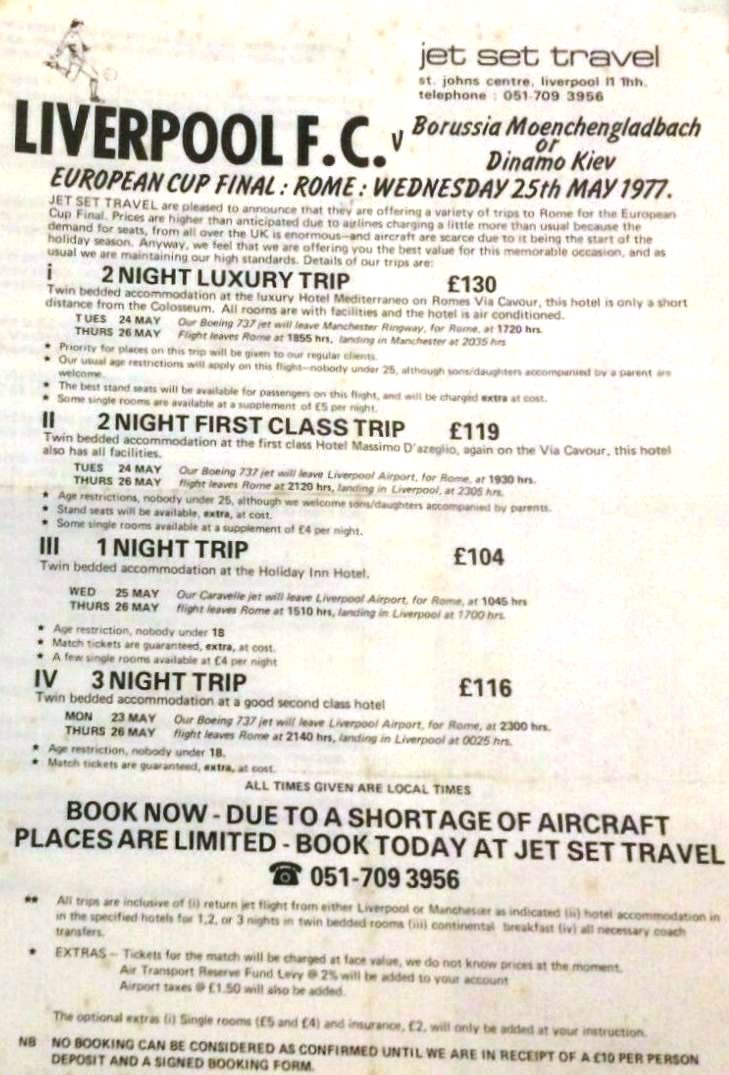 jet set travel
st. johns centre, liverpool l1 1hh.
telephone : 051-709 3956
LIVERPOOL F.C. v Borussia Moenchengladbach
or
Dinamo Kiev
EUROPEAN CUP FINAL : ROME : WEDNESDAY 25th MAY 1977.
JET SET TRAVEL are pleased to announce that they are offering a variety of trips to Rome for the European
Cup Final. Prices are higher than anticipated due to airlines charging a little more than usual because the
demand for seats, from all over the UK is enormous—and aircraft are scarce due to it being the start of the
holiday season. Anyway, we feel that we are offering you the best value for this memorable occasion, and as
usual we are maintaining our high standards. Details of our trips are:
i 2 NIGHT LUXURY TRIP £130
Twin bedded accommodation at the luxury Hotel Mediterraneo on Romes Via Cavour, this hotel is only a short
distance from the Colosseum. All rooms are with facilities and the hotel is air conditioned.
TUES 24 MAY Our Boeing 737 jet will leave Manchester Ringway, for Rome, at 1720 hrs.
THURS 26 MAY Flight leaves Rome at 1855 hrs, landing in Manchester at 2035 hrs
* Priority for places on this trip will be given to our regular clients.
* Our usual age restrictions will apply on this flight—nobody under 25, although sons/daughters accompanied by a parent are
welcome.
* The best stand seats will be available for passengers on this flight, and will be charged extra at cost.
* Some single rooms are available at a supplement of £5 per night.
II 2 NIGHT FIRST CLASS TRIP £119
Twin bedded accommodation at the first class Hotel Massimo D'azeglio, again on the Via Cavour, this hotel
also has all facilities.
TUES 24 MAY Our Boeing 737 jet will leave Liverpool Airport, for Rome, at 1930 hrs.
THURS 26 MAY flight leaves Rome at 2120 hrs, landing in Liverpool, at 2305 hrs.
* Age restrictions, nobody under 25, although we welcome sons/daughters accompanied by parents.
* Stand seats will be available, extra, at cost.
* Some single rooms available at a supplement of £4 per night.
III 1 NIGHT TRIP £104
Twin bedded accommodation at the Holiday Inn Hotel.
WED 25 MAY Our Caravelle jet will leave Liverpool Airport, for Rome, at 1045 hrs
THURS 26 MAY flight leaves Rome at 1510 hrs, landing in Liverpool at 1700 hrs.
* Age restriction, nobody under 18
* Match tickets are guaranteed, extra, at cost.
* A few single rooms available at £4 per night
IV 3 NIGHT TRIP £116
Twin bedded accommodation at a good second class hotel
MON 23 MAY Our Boeing 737 jet will leave Liverpool Airport, for Rome, at 2300 hrs.
THURS 26 MAY flight leaves Rome at 2140 hrs, landing in Liverpool at 0025 hrs.
* Age restriction, nobody under 18.
* Match tickets are guaranteed, extra, at cost.
ALL TIMES GIVEN ARE LOCAL TIMES
BOOK NOW - DUE TO A SHORTAGE OF AIRCRAFT
PLACES ARE LIMITED - BOOK TODAY AT JET SET TRAVEL
☎ 051-709 3956
** All trips are inclusive of (i) return jet flight from either Liverpool or Manchester as indicated (ii) hotel accommodation in
in the specified hotels for 1,2, or 3 nights in twin bedded rooms (iii) continental breakfast (iv) all necessary coach
transfers.
* EXTRAS — Tickets for the match will be charged at face value, we do not know prices at the moment.
Air Transport Reserve Fund Levy @ 2% will be added to your account
Airport taxes @ £1.50 will also be added.
The optional extras (i) Single rooms (£5 and £4) and insurance, £2, will only be added at your instruction.
NB NO BOOKING CAN BE CONSIDERED AS CONFIRMED UNTIL WE ARE IN RECEIPT OF A £10 PER PERSON
DEPOSIT AND A SIGNED BOOKING FORM.